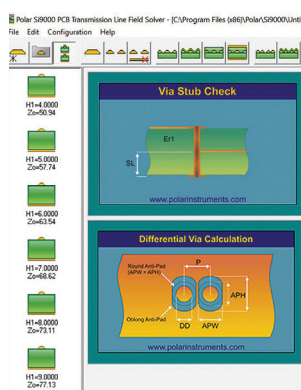 Polar Si9000 PCB Transmission Line Field Solver - [C:\Program Files (x86)\Polar\Si9000\Unti
File Edit Configuration Help
H1=4.0000
Zo=50.94
H1=5.0000
Zo=57.74
H1=6.0000
Zo=63.54
H1=7.0000
Zo=68.62
H1=8.0000
Zo=73.11
H1=9.0000
Zo=77.13
Via Stub Check
Er1
SL
www.polarinstruments.com
Differential Via Calculation
Round Anti-Pad
(APW = APH)
P
APH
Oblong Anti-Pad
DD
APW
www.polarinstruments.com